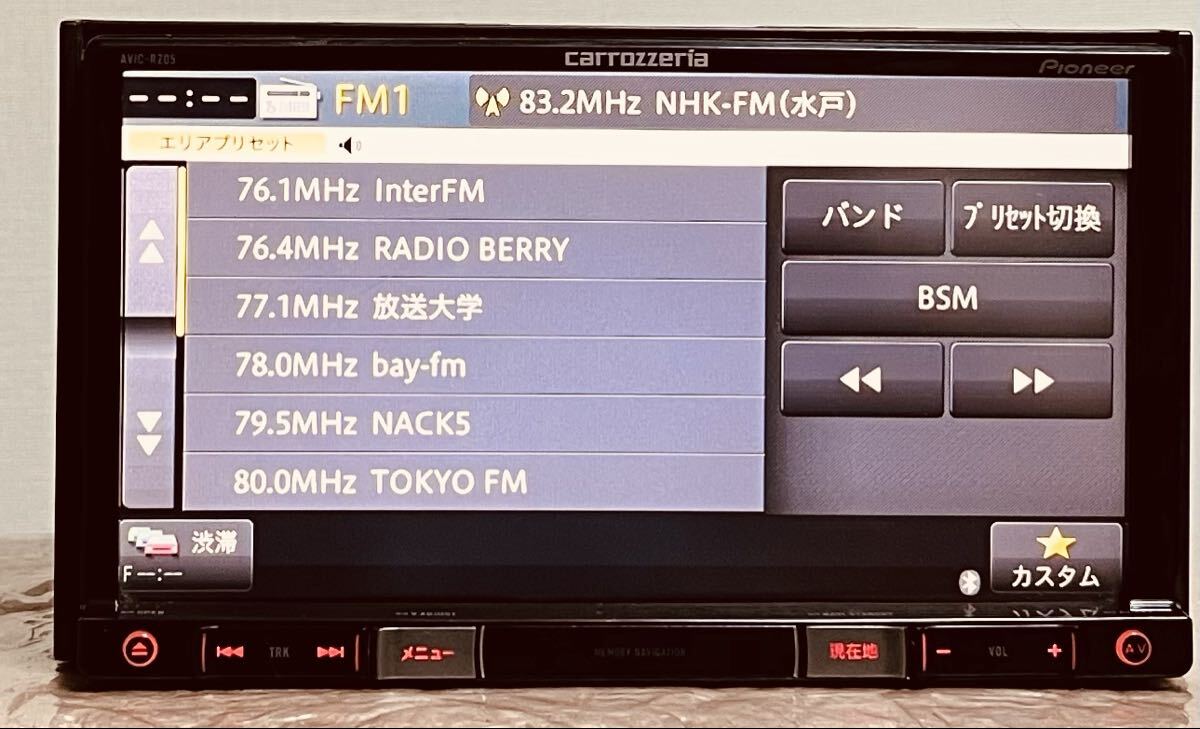 AVIC-RZ05
carrozzeria
Pioneer
--:--
FM1
83.2MHz NHK-FM(水戸)
エリアプリセット
0
76.1MHz InterFM
76.4MHz RADIO BERRY
77.1MHz 放送大学
78.0MHz bay-fm
79.5MHz NACK5
80.0MHz TOKYO FM
バンド
プリセット切換
BSM
渋滞
F--:--
カスタム
TRK
メニュー
MEMORY NAVIGATION
現在地
− VOL +
AV